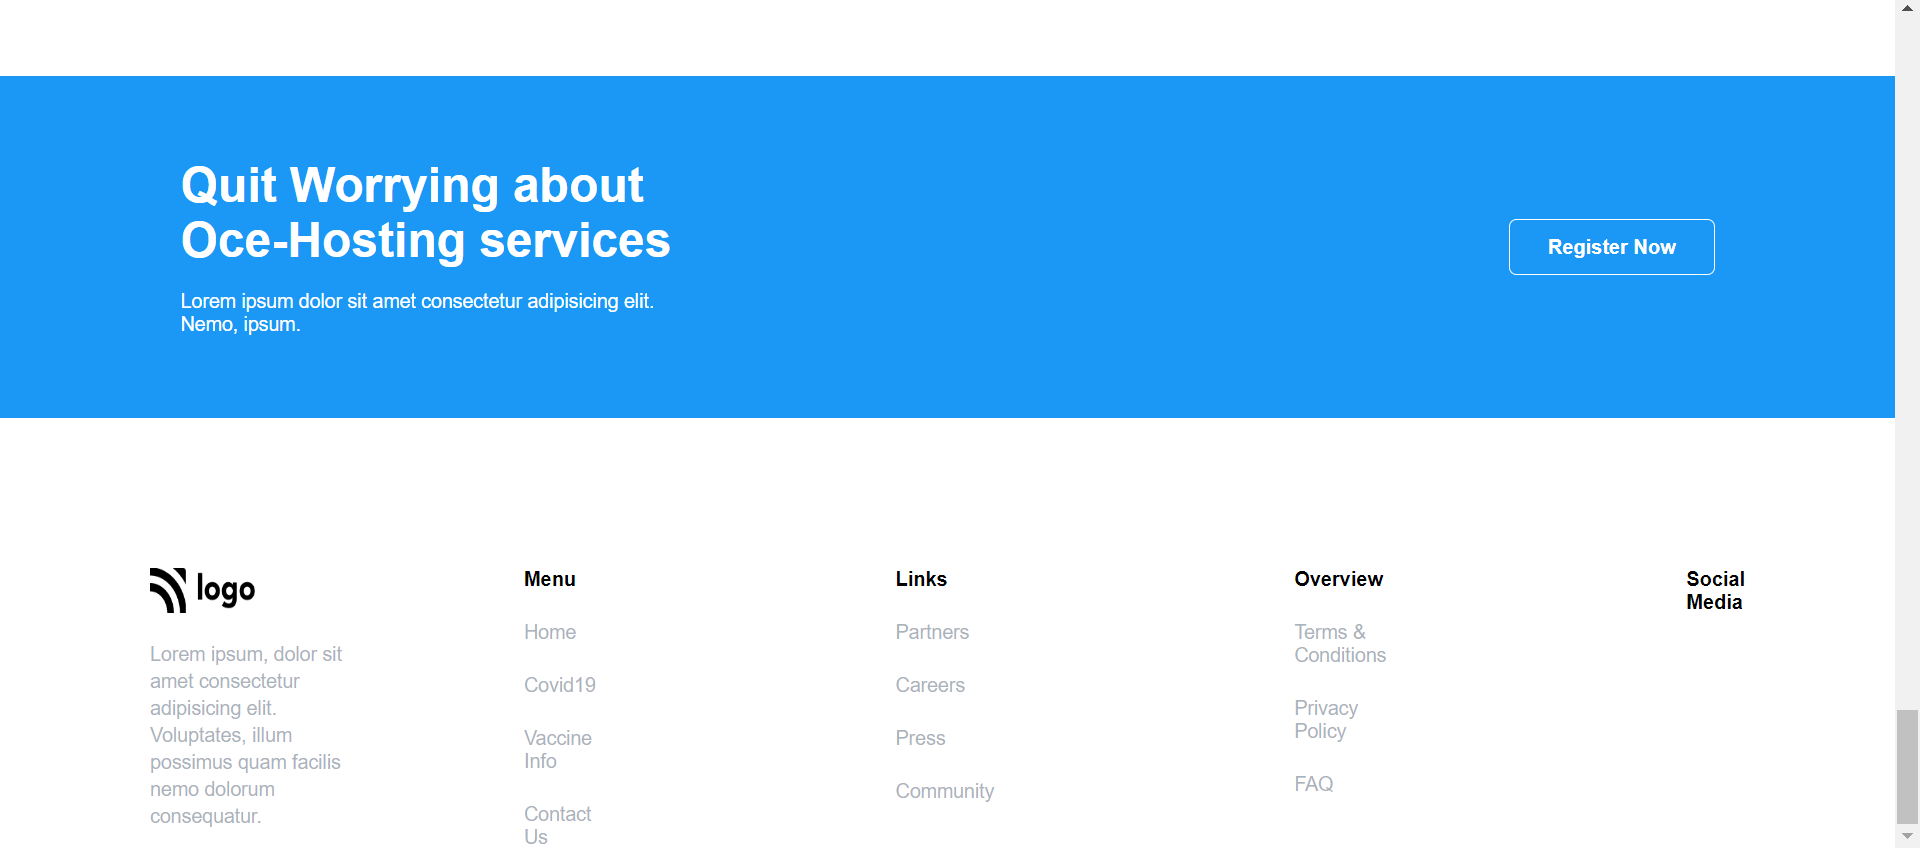 Quit Worrying about
Oce-Hosting services
Lorem ipsum dolor sit amet consectetur adipisicing elit.
Nemo, ipsum.
Register Now
logo
Lorem ipsum, dolor sit
amet consectetur
adipisicing elit.
Voluptates, illum
possimus quam facilis
nemo dolorum
consequatur.
Menu
Home
Covid19
Vaccine
Info
Contact
Us
Links
Partners
Careers
Press
Community
Overview
Terms &
Conditions
Privacy
Policy
FAQ
Social
Media